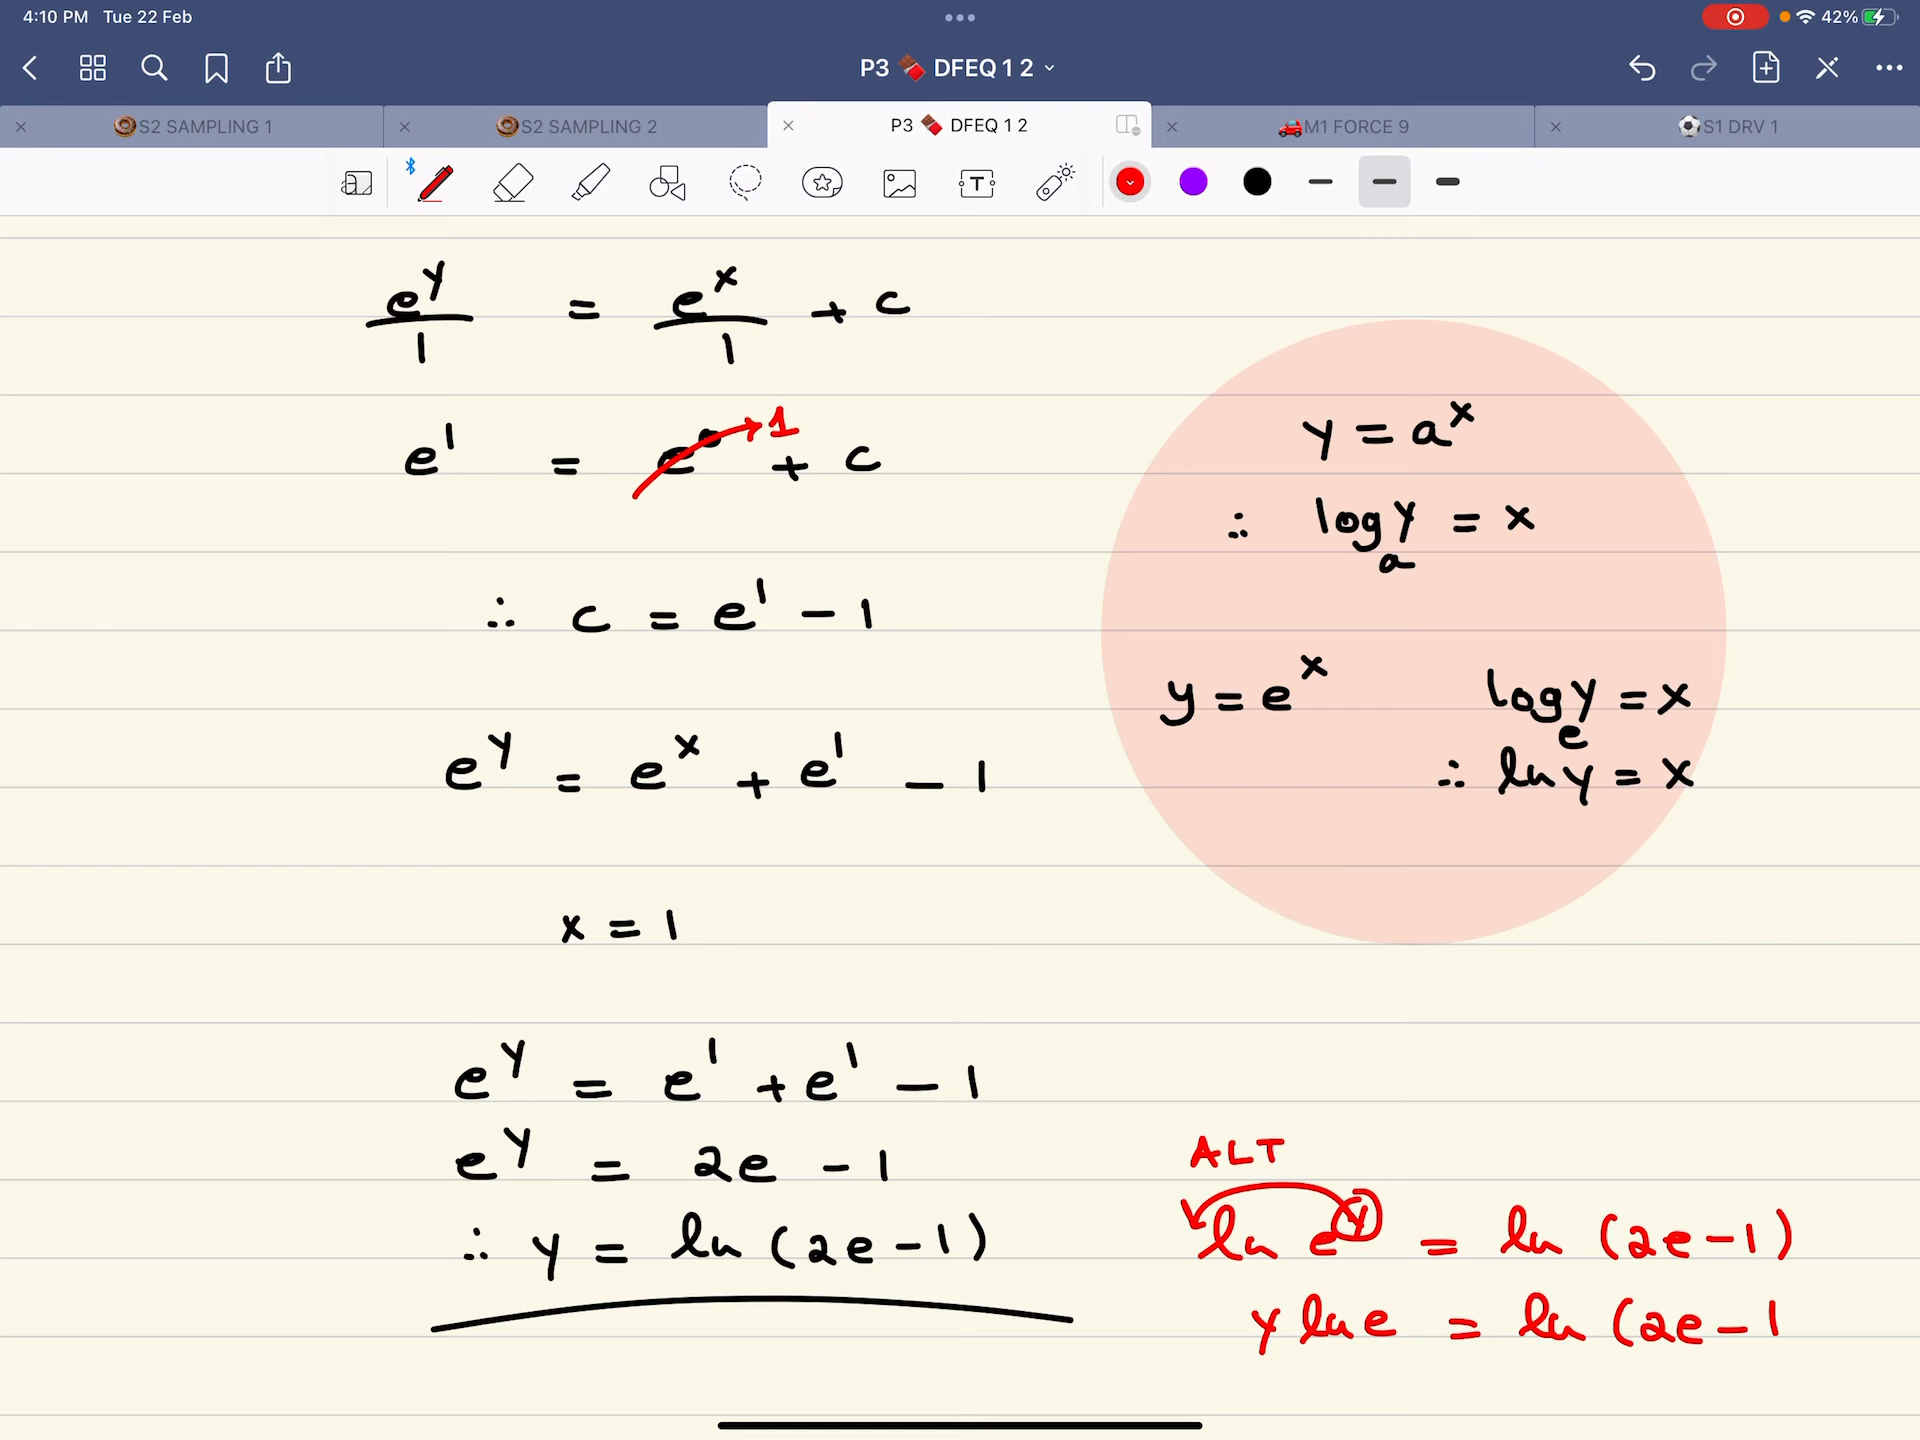 4:10 PM Tue 22 Feb
42%
P3 🍫 DFEQ 1 2
S2 SAMPLING 1
S2 SAMPLING 2
P3 🍫 DFEQ 1 2
M1 FORCE 9
S1 DRV 1
e^y/1 = e^x/1 + c
e^1 = e^0 → 1 + c
∴ c = e^1 - 1
e^y = e^x + e^1 - 1
x = 1
e^y = e^1 + e^1 - 1
e^y = 2e - 1
∴ y = ln (2e - 1)
y = a^x
∴ log_a y = x
y = e^x log_e y = x
∴ ln y = x
ALT
ln e^y = ln (2e - 1)
y ln e = ln (2e - 1